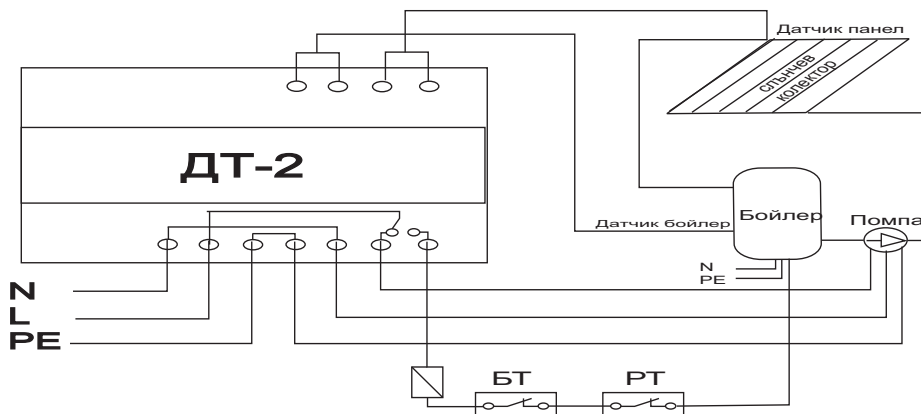 Датчик панел
слънчев
колектор
ДТ-2
Бойлер
Датчик бойлер
Помпа
N
PE
N
L
PE
БТ
РТ